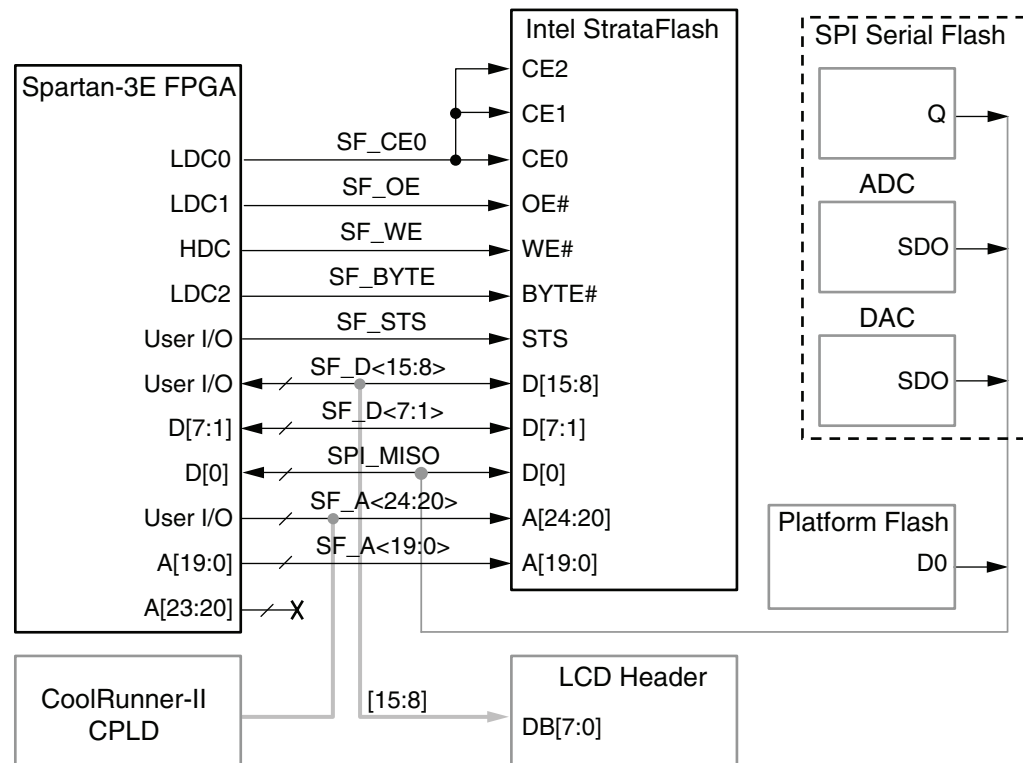 Intel StrataFlash
SPI Serial Flash
Spartan-3E FPGA
CE2
CE1
Q
LDC0
SF_CE0
CE0
ADC
LDC1
SF_OE
OE#
HDC
SF_WE
WE#
SDO
LDC2
SF_BYTE
BYTE#
DAC
User I/O
SF_STS
STS
User I/O
SF_D<15:8>
D[15:8]
SDO
D[7:1]
SF_D<7:1>
D[7:1]
D[0]
SPI_MISO
D[0]
User I/O
SF_A<24:20>
A[24:20]
Platform Flash
A[19:0]
SF_A<19:0>
A[19:0]
D0
A[23:20]
X
CoolRunner-II
CPLD
[15:8]
LCD Header
DB[7:0]